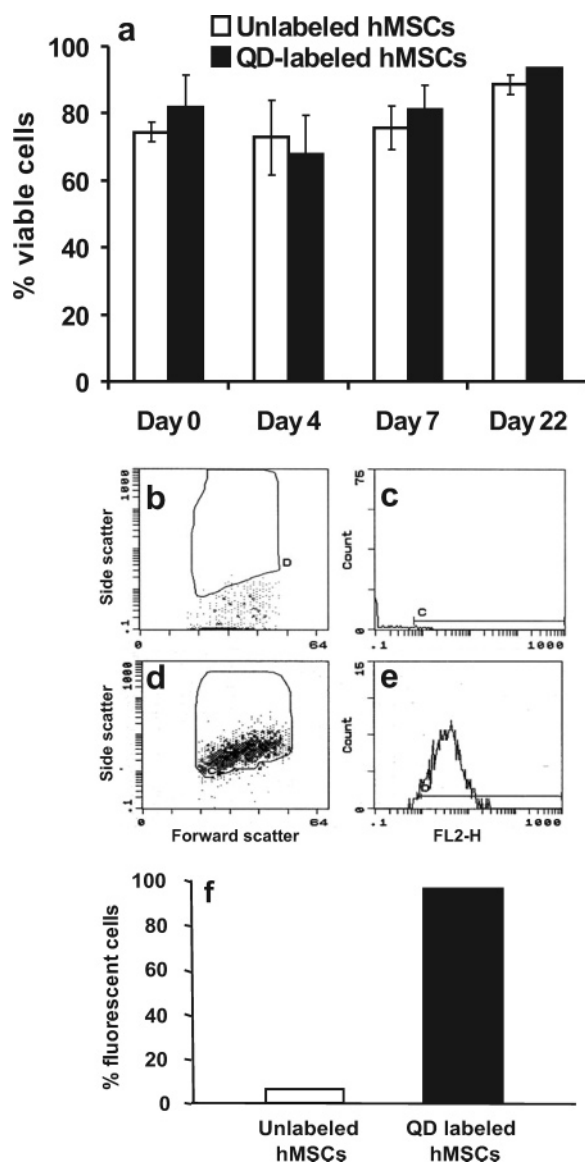 a
Unlabeled hMSCs
QD-labeled hMSCs
% viable cells
100
80
60
40
20
0
Day 0 Day 4 Day 7 Day 22
b
Side scatter
1000
.1
D
0 64
c
Count
75
0
C
.1 1000
d
Side scatter
1000
.1
0 64
Forward scatter
e
Count
15
0
.1 1000
FL2-H
f
% fluorescent cells
100
80
60
40
20
0
Unlabeled
hMSCs
QD labeled
hMSCs